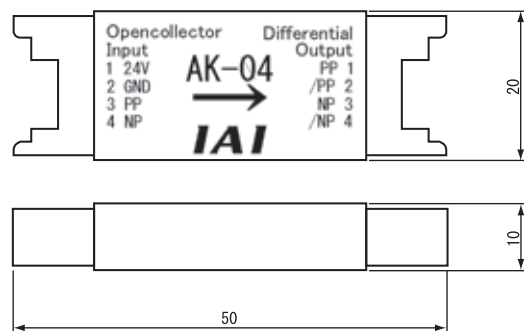 Opencollector Differential
Input Output
1 24V AK-04 PP 1
2 GND /PP 2
3 PP NP 3
4 NP /NP 4
IAI
20
10
50